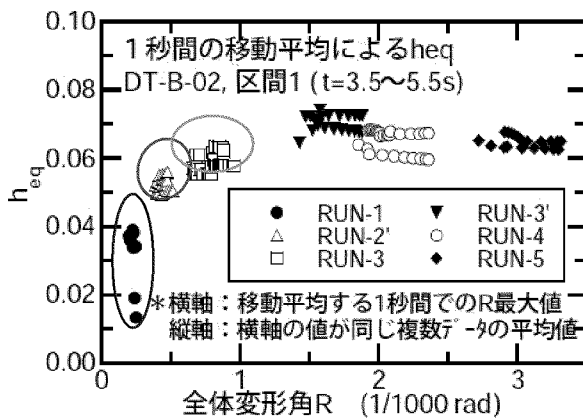 0.10
0.08
0.06
0.04
0.02
0.00
heq
1秒間の移動平均によるheq
DT-B-02, 区間1 (t=3.5～5.5s)
RUN-1
RUN-2'
RUN-3
RUN-3'
RUN-4
RUN-5
*横軸：移動平均する1秒間でのR最大値
縦軸：横軸の値が同じ複数ﾃﾞｰﾀの平均値
0 1 2 3
全体変形角R (1/1000 rad)